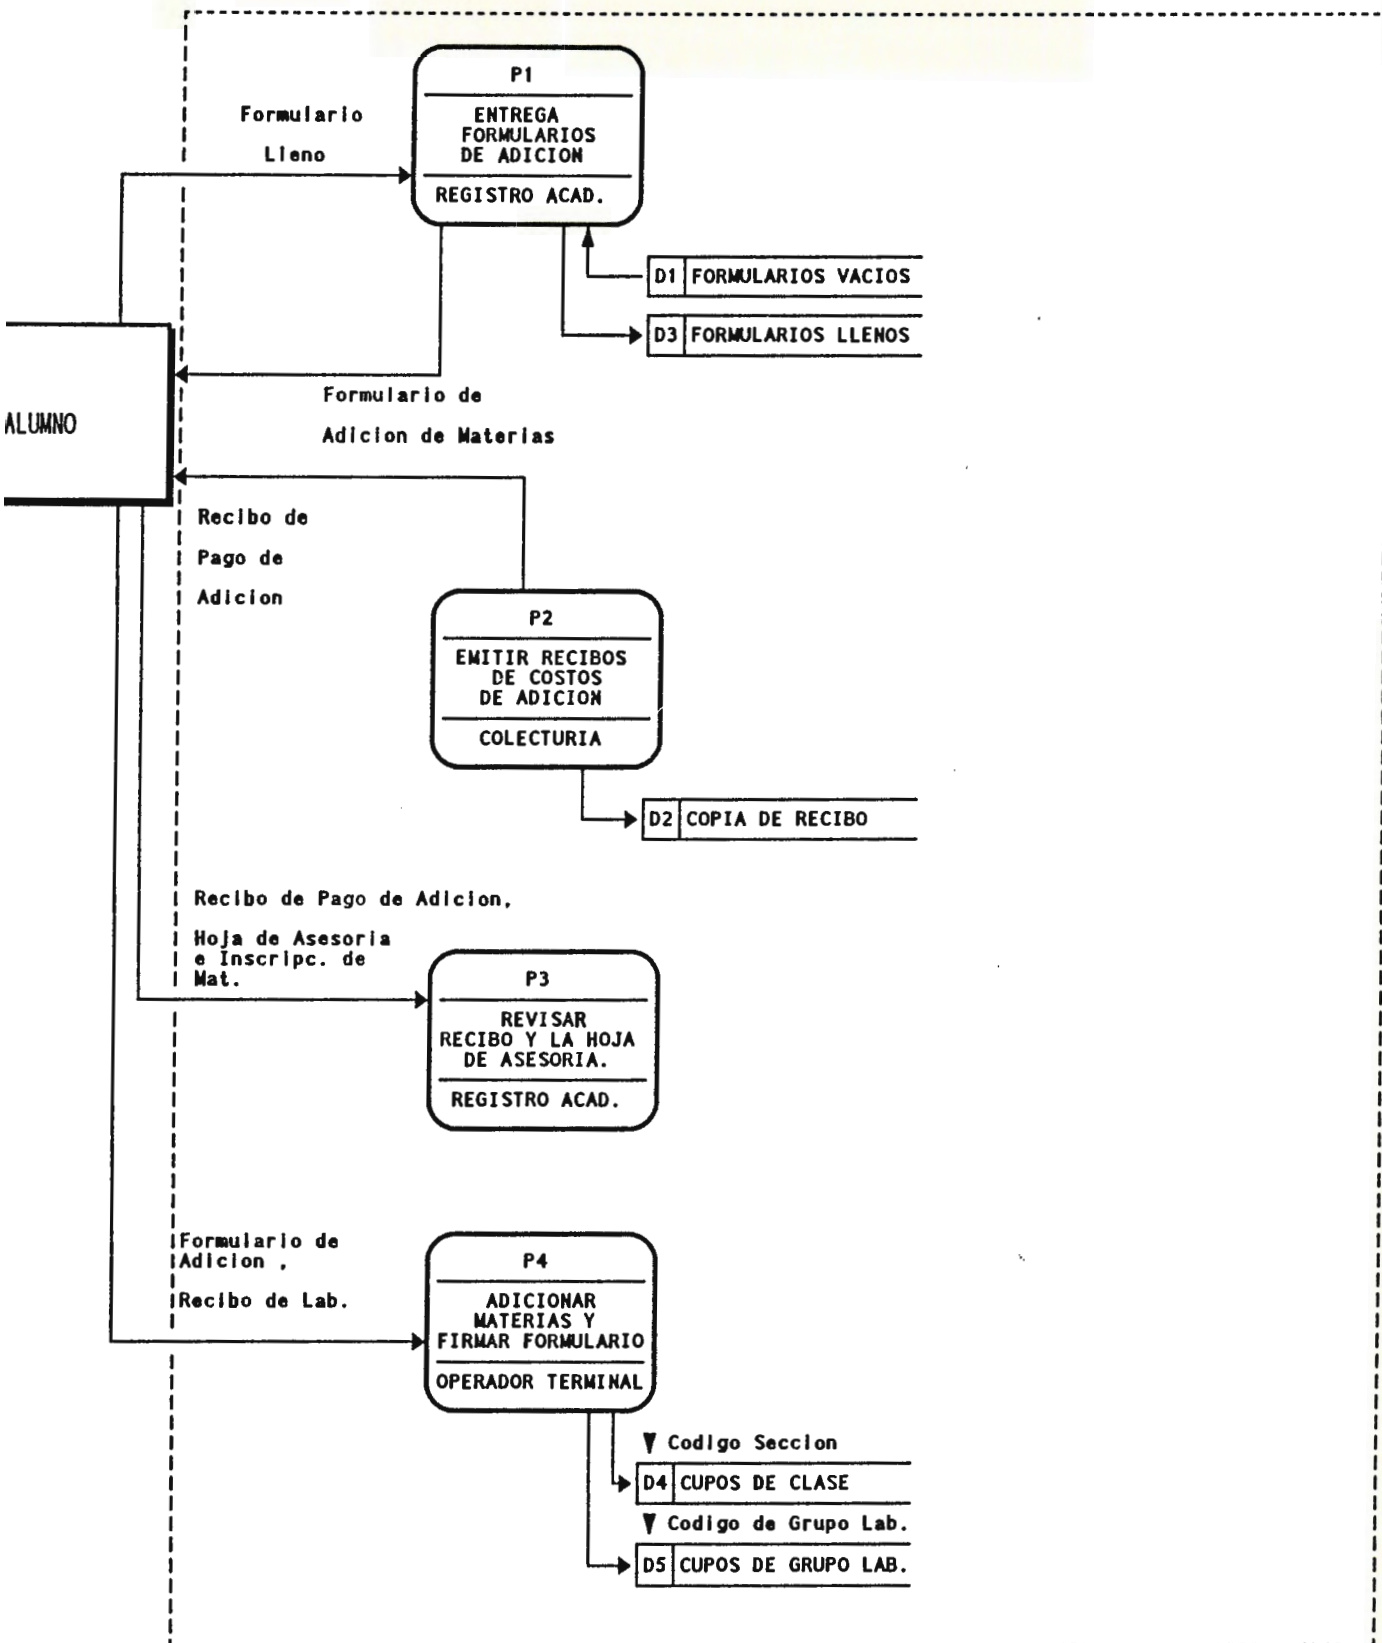 P1
Formulario
Lleno
ENTREGA
FORMULARIOS
DE ADICION
REGISTRO ACAD.
D1 FORMULARIOS VACIOS
D3 FORMULARIOS LLENOS
Formulario de
Adicion de Materias
ALUMNO
Recibo de
Pago de
Adicion
P2
EMITIR RECIBOS
DE COSTOS
DE ADICION
COLECTURIA
D2 COPIA DE RECIBO
Recibo de Pago de Adicion,
Hoja de Asesoria
e Inscripc. de
Mat.
P3
REVISAR
RECIBO Y LA HOJA
DE ASESORIA.
REGISTRO ACAD.
Formulario de
Adicion ,
Recibo de Lab.
P4
ADICIONAR
MATERIAS Y
FIRMAR FORMULARIO
OPERADOR TERMINAL
Codigo Seccion
D4 CUPOS DE CLASE
Codigo de Grupo Lab.
D5 CUPOS DE GRUPO LAB.